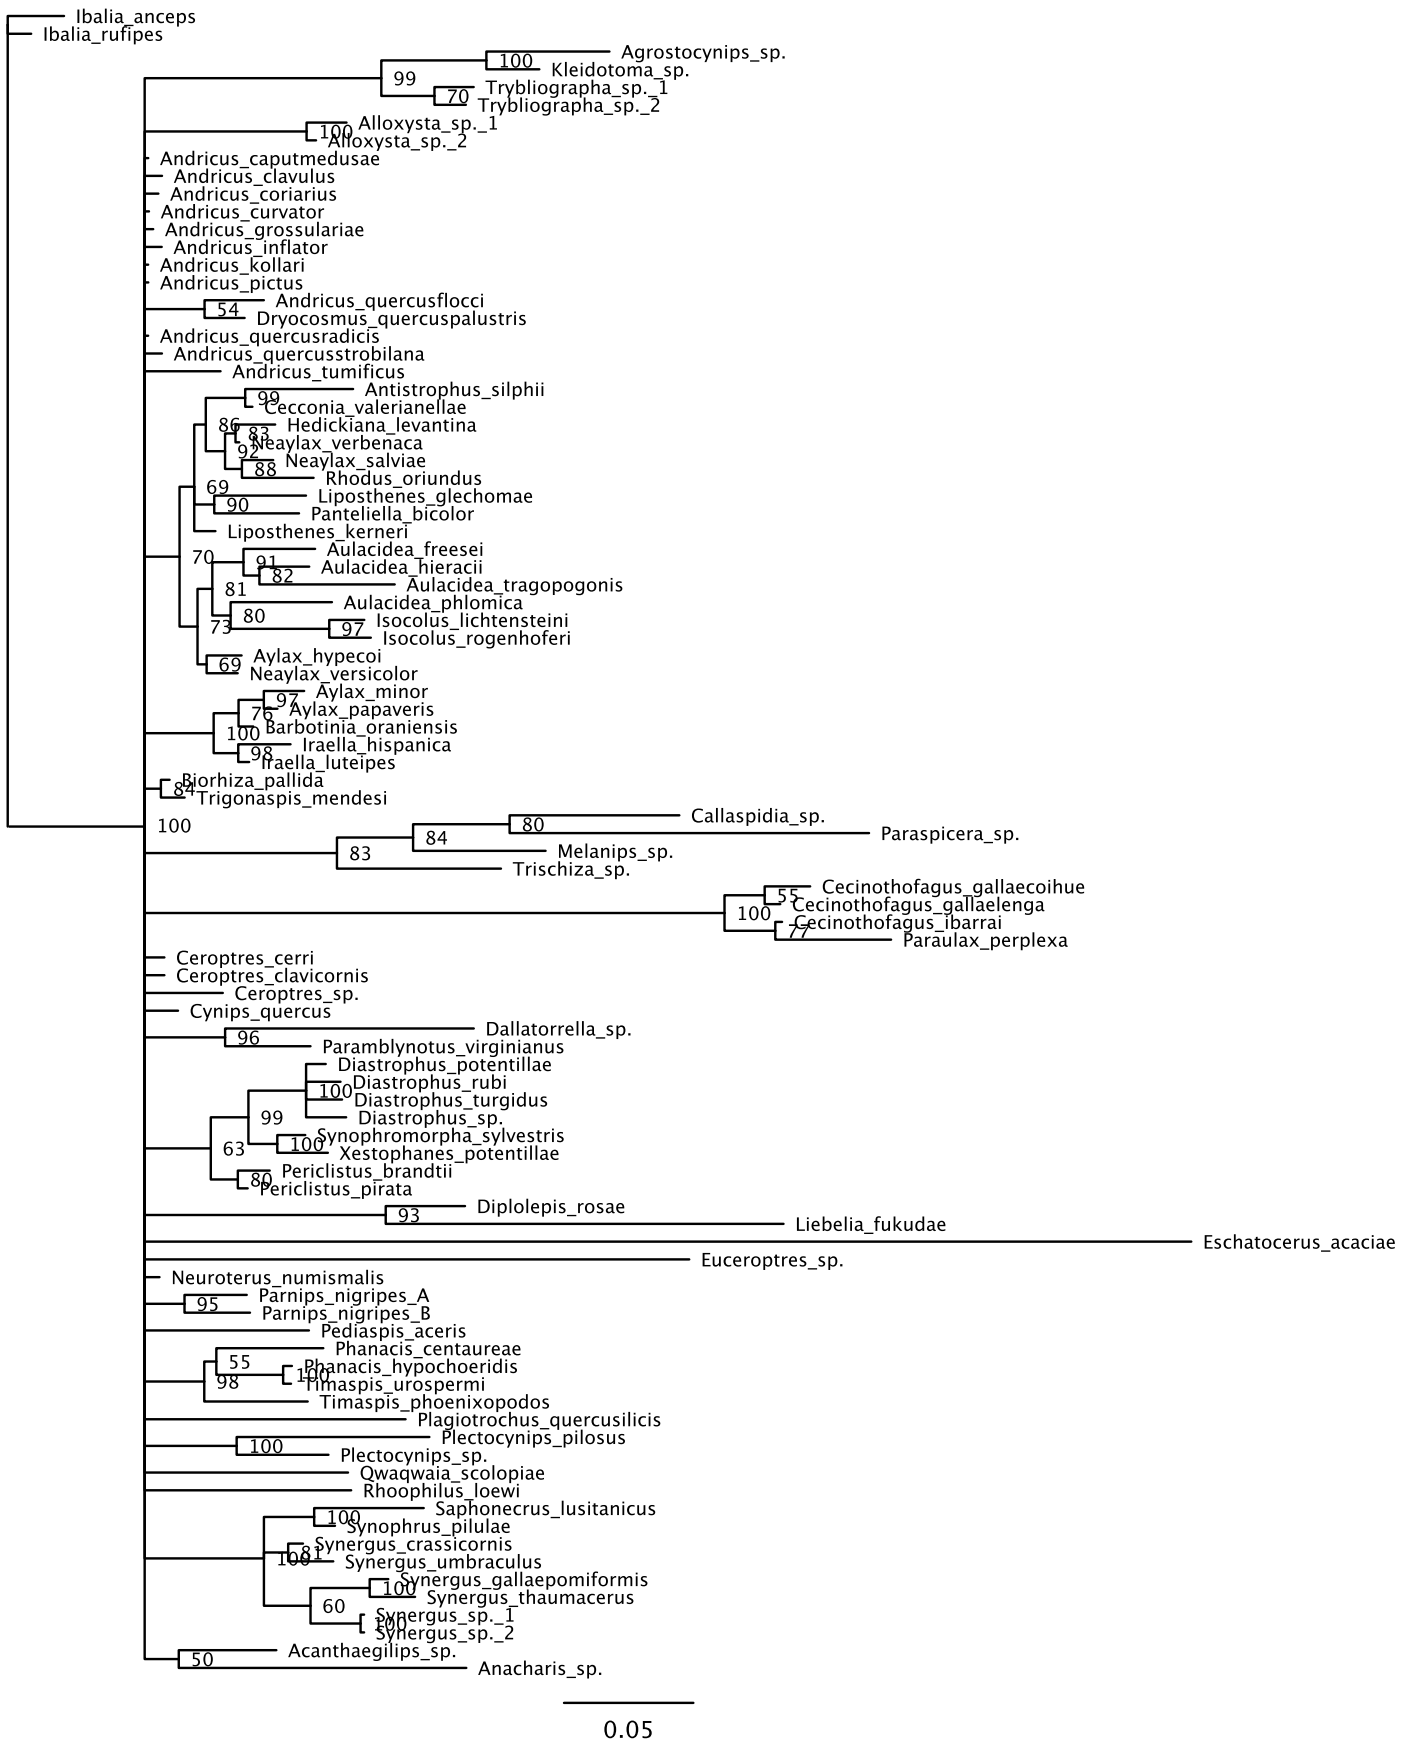 Ibalia_anceps
Ibalia_rufipes
Agrostocynips_sp.
100
Kleidotoma_sp.
99
Trybliographa_sp._1
70
Trybliographa_sp._2
Alloxysta_sp._1
100
Alloxysta_sp._2
Andricus_caputmedusae
Andricus_clavulus
Andricus_coriarius
Andricus_curvator
Andricus_grossulariae
Andricus_inflator
Andricus_kollari
Andricus_pictus
Andricus_quercusflocci
54
Dryocosmus_quercuspalustris
Andricus_quercusradicis
Andricus_quercusstrobilana
Andricus_tumificus
Antistrophus_silphii
99
Cecconia_valerianellae
86
Hedickiana_levantina
83
Neaylax_verbenaca
92
Neaylax_salviae
88
Rhodus_oriundus
69
Liposthenes_glechomae
90
Panteliella_bicolor
Liposthenes_kerneri
70
Aulacidea_freesei
91
Aulacidea_hieracii
82
Aulacidea_tragopogonis
81
Aulacidea_phlomica
80
Isocolus_lichtensteini
73
97
Isocolus_rogenhoferi
Aylax_hypecoi
69
Neaylax_versicolor
Aylax_minor
97
Aylax_papaveris
76
Barbotinia_oraniensis
100
Iraella_hispanica
98
Iraella_luteipes
Biorhiza_pallida
84
Trigonaspis_mendesi
100
Callaspidia_sp.
80
Paraspicera_sp.
84
Melanips_sp.
83
Trischiza_sp.
Cecinothofagus_gallaecoihue
55
Cecinothofagus_gallaelenga
100
Cecinothofagus_ibarrai
77
Paraulax_perplexa
Ceroptres_cerri
Ceroptres_clavicornis
Ceroptres_sp.
Cynips_quercus
Dallatorrella_sp.
96
Paramblynotus_virginianus
Diastrophus_potentillae
Diastrophus_rubi
100
Diastrophus_turgidus
99
Diastrophus_sp.
Synophromorpha_sylvestris
100
63
Xestophanes_potentillae
Periclistus_brandtii
80
Periclistus_pirata
Diplolepis_rosae
93
Liebelia_fukudae
Eschatocerus_acaciae
Euceroptres_sp.
Neuroterus_numismalis
Parnips_nigripes_A
95
Parnips_nigripes_B
Pediaspis_aceris
Phanacis_centaureae
55
Phanacis_hypochoeridis
100
98
Timaspis_urospermi
Timaspis_phoenixopodos
Plagiotrochus_quercusilicis
Plectocynips_pilosus
100
Plectocynips_sp.
Qwaqwaia_scolopiae
Rhoophilus_loewi
Saphonecrus_lusitanicus
100
Synophrus_pilulae
Synergus_crassicornis
81
100
Synergus_umbraculus
Synergus_gallaepomiformis
100
Synergus_thaumacerus
60
Synergus_sp._1
100
Synergus_sp._2
Acanthaegilips_sp.
50
Anacharis_sp.
0.05